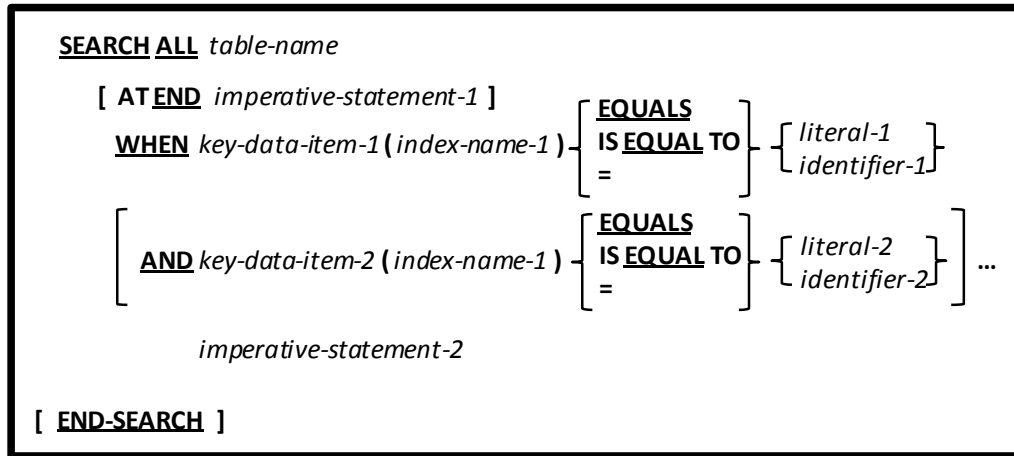 SEARCH ALL table-name
[ AT END imperative-statement-1 ]
EQUALS
WHEN key-data-item-1 ( index-name-1 ) IS EQUAL TO literal-1
= identifier-1
EQUALS
AND key-data-item-2 ( index-name-1 ) IS EQUAL TO literal-2 ...
= identifier-2
imperative-statement-2
[ END-SEARCH ]